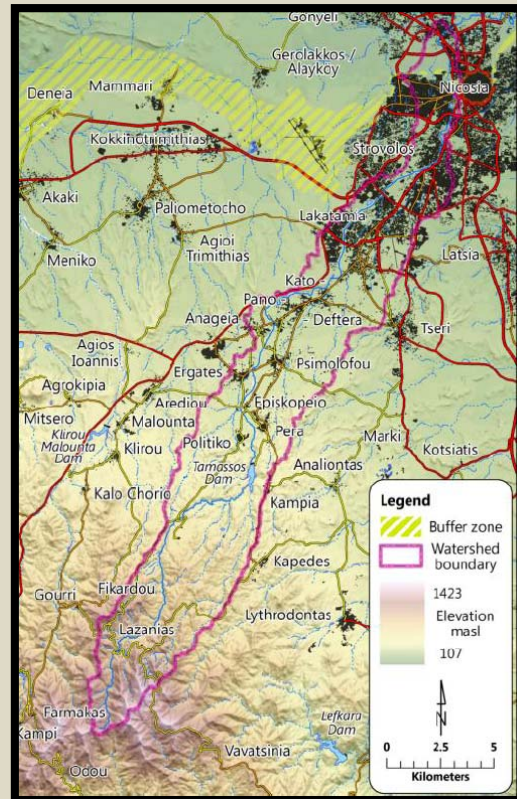 Gonyeli
Gerolakkos /
Alaykoy
Mammari
Nicosia
Deneia
Kokkinotrimithias
Strovolos
Akaki
Paliometocho
Lakatamia
Agioi
Trimithias
Meniko
Latsia
Kato
Pano
Anageia
Deftera
Tseri
Agios
Ioannis
Ergates
Psimolofou
Agrokipia
Arediou
Episkopeio
Mitsero
Malounta
Klirou
Malounta
Dam
Klirou
Politiko
Pera
Marki
Kotsiatis
Tamassos
Dam
Analiontas
Kalo Chorio
Kampia
Kapedes
Fikardou
Gourri
Lythrodontas
Lazanias
Farmakas
Kampi
Lefkara
Dam
Vavatsinia
Odou
Legend
Buffer zone
Watershed
boundary
1423
Elevation
masl
107
N
0 2.5 5
Kilometers